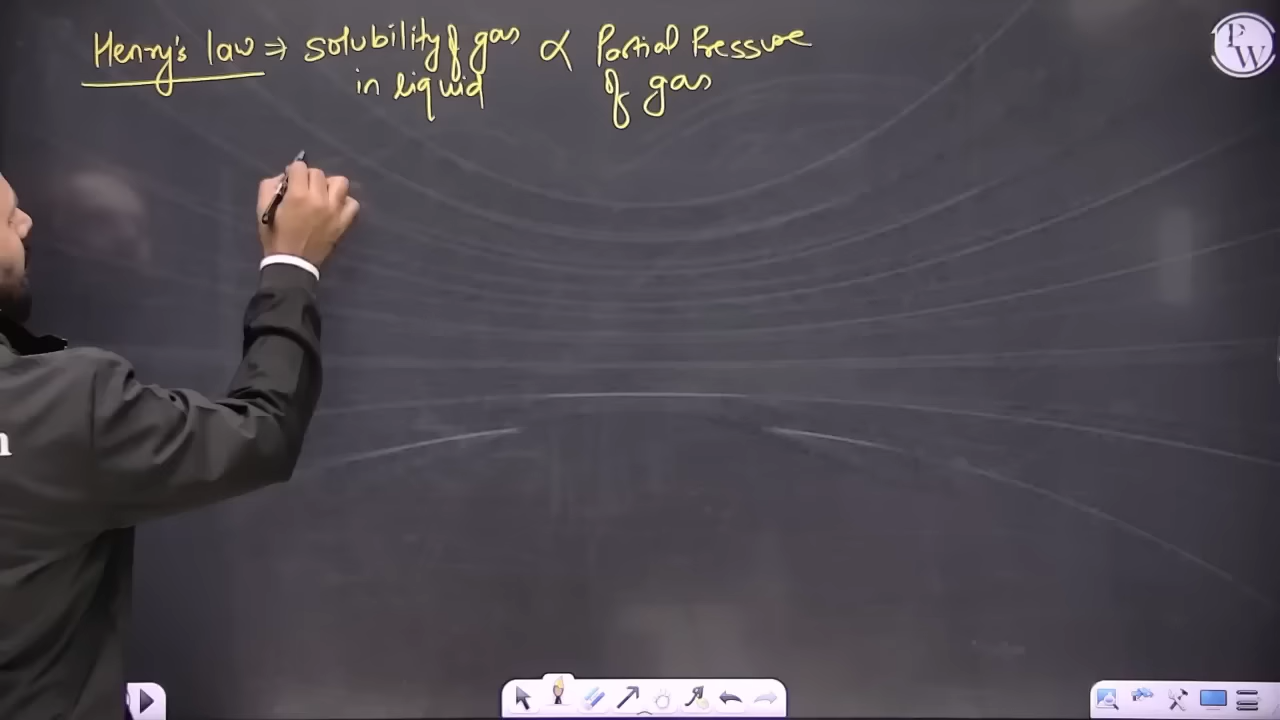 Henry's law ⇒ solubility of gas ∝ Partial Pressure
in liquid of gas
PW
n